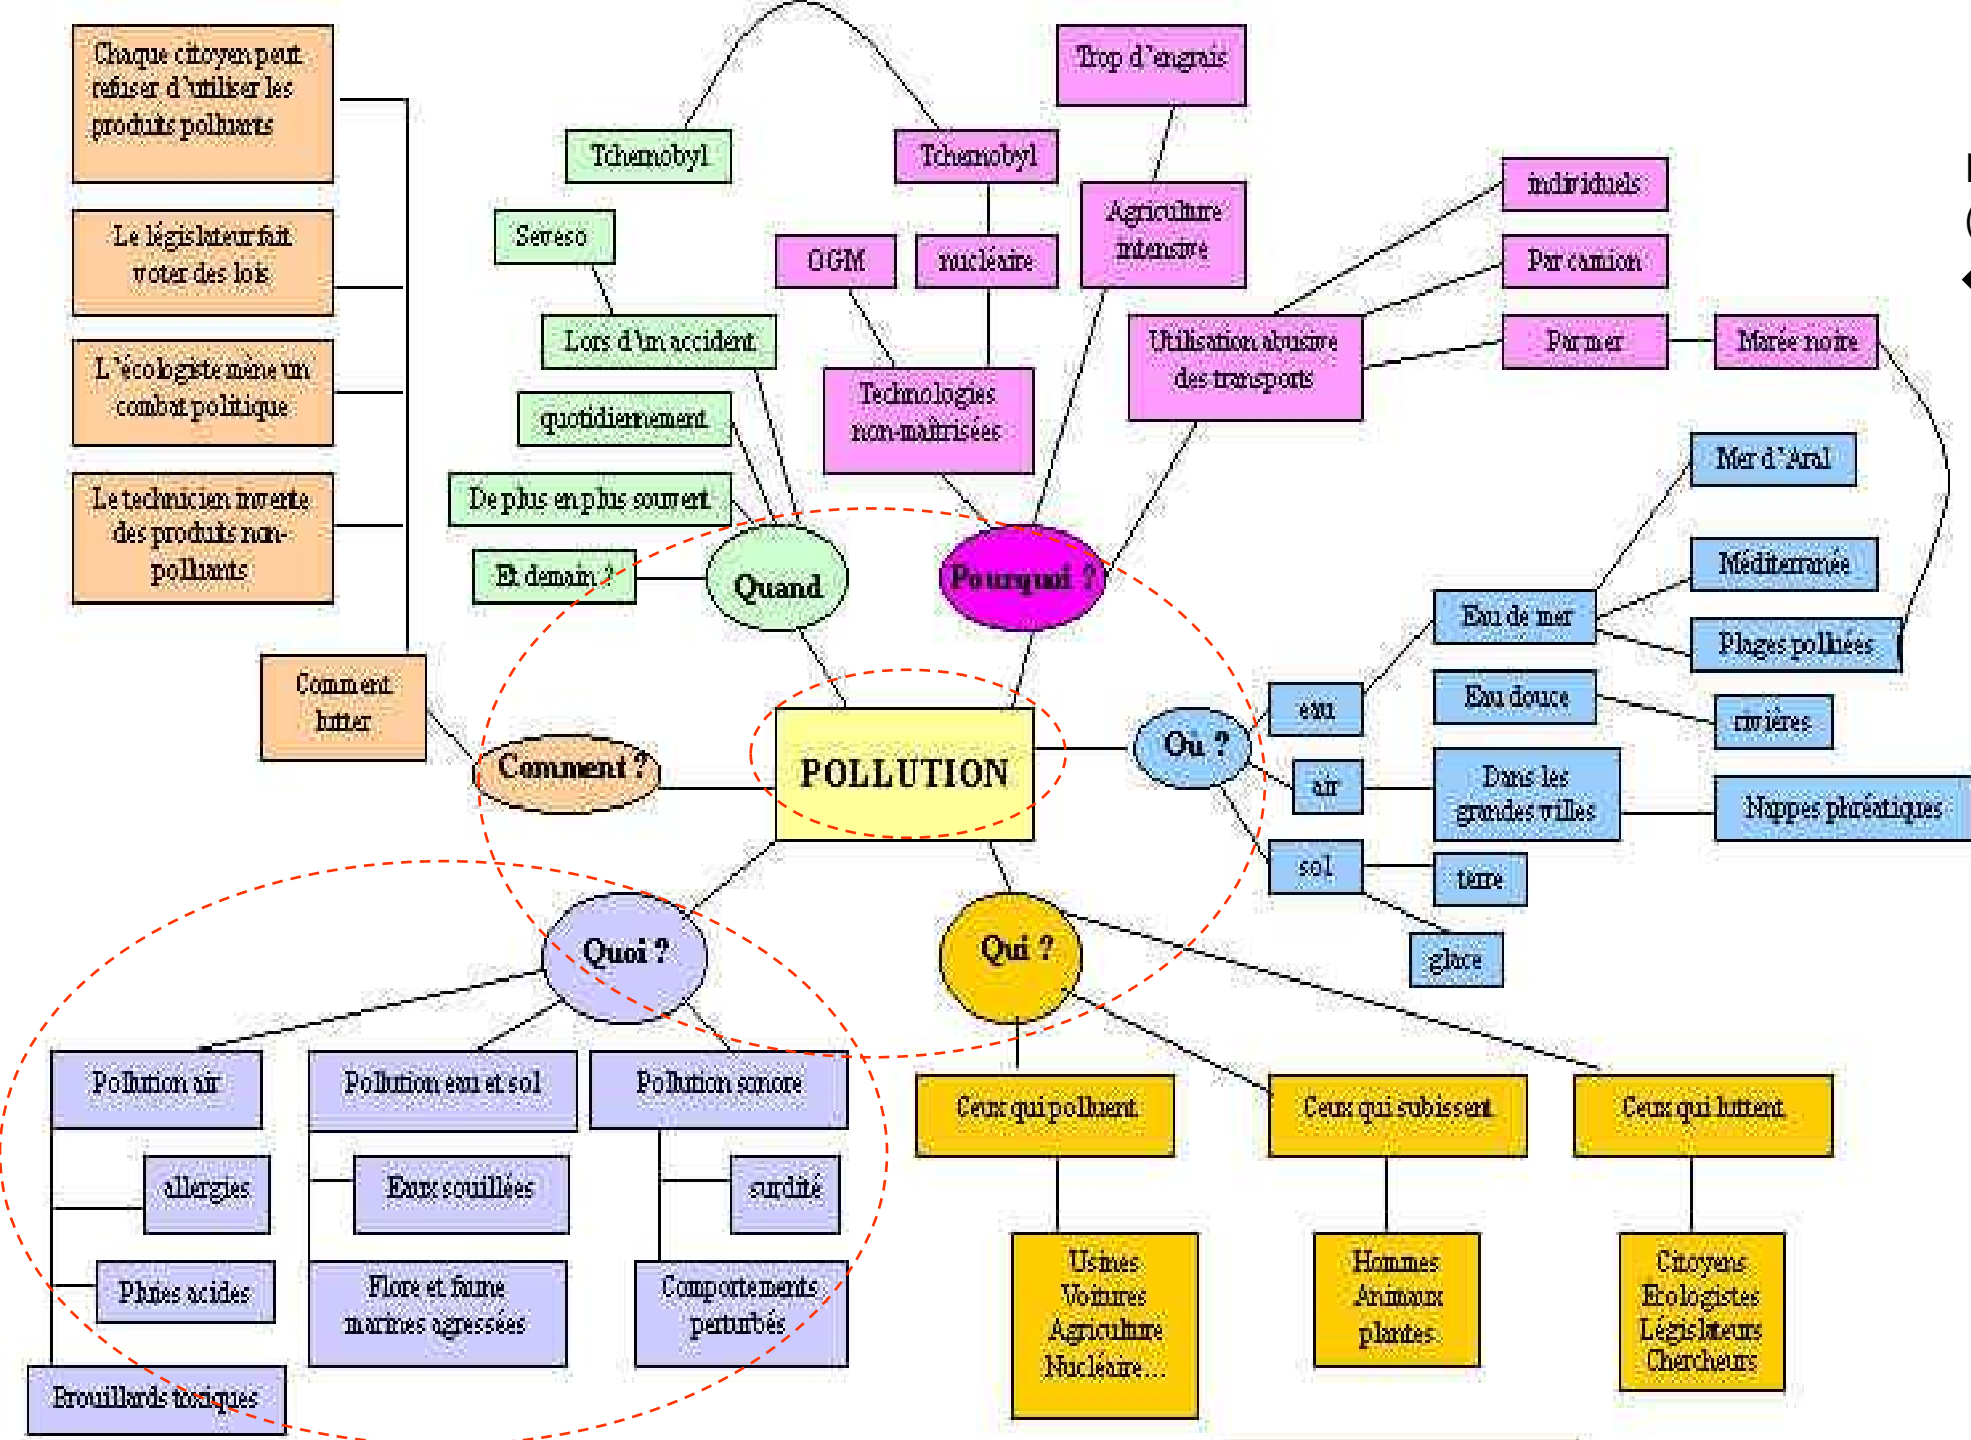 Chaque citoyen peut
refuser d'utiliser les
produits polluants
Le législateur fait
voter des lois
L'écologiste mène un
combat politique
Le technicien invente
des produits non-
polluants
Comment
lutter
Comment ?
Tchernobyl
Seveso
Lors d'un accident
quotidiennement
De plus en plus souvent
Et demain ?
Quand
Tchernobyl
OGM
nucléaire
Technologies
non-maîtrisées
Trop d'engrais
Agriculture
intensive
Utilisation abusive
des transports
individuels
Par camion
Par mer
Marée noire
Pourquoi ?
POLLUTION
Où ?
eau
air
sol
Eau de mer
Eau douce
Dans les
grandes villes
terre
glace
Mer d'Aral
Méditerranée
Plages polluées
rivières
Nappes phréatiques
Quoi ?
Pollution air
allergies
Pluies acides
Brouillards toxiques
Pollution eau et sol
Eaux souillées
Flore et faune
marines agressées
Pollution sonore
surdité
Comportements
perturbés
Qui ?
Ceux qui polluent
Usines
Voitures
Agriculture
Nucléaire...
Ceux qui subissent
Hommes
Animaux
plantes
Ceux qui luttent
Citoyens
Ecologistes
Législateurs
Chercheurs